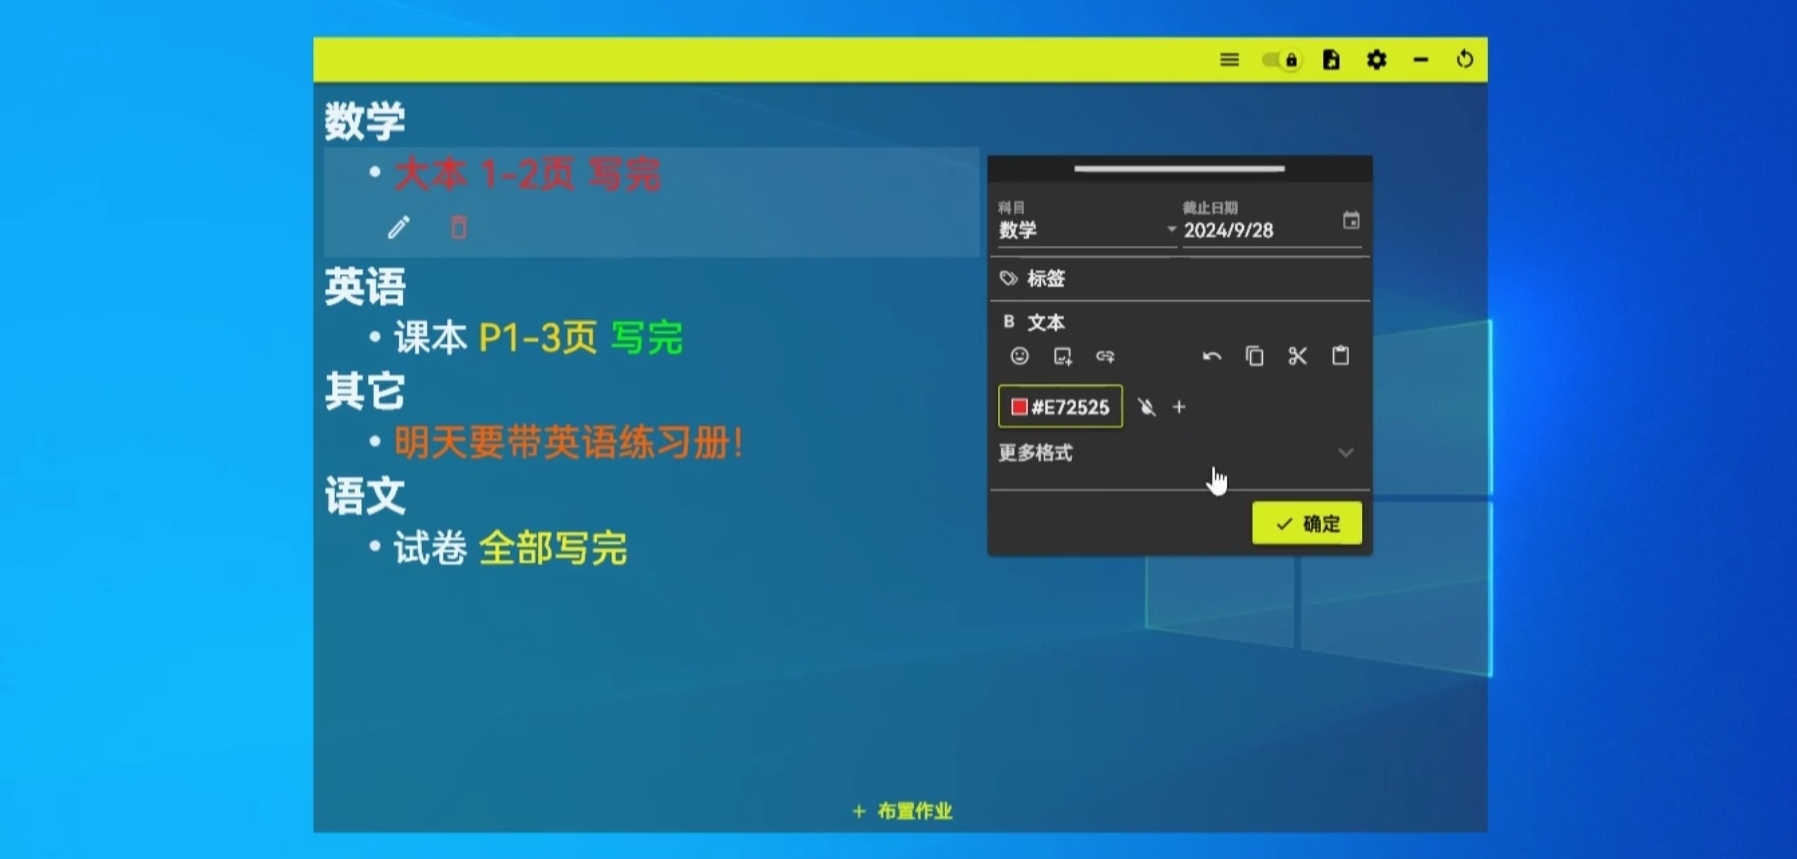 数学
大本 1-2页 写完
英语
课本 P1-3页 写完
其它
明天要带英语练习册！
语文
试卷 全部写完
科目
数学
截止日期
2024/9/28
标签
B 文本
#E72525
更多格式
确定
+ 布置作业